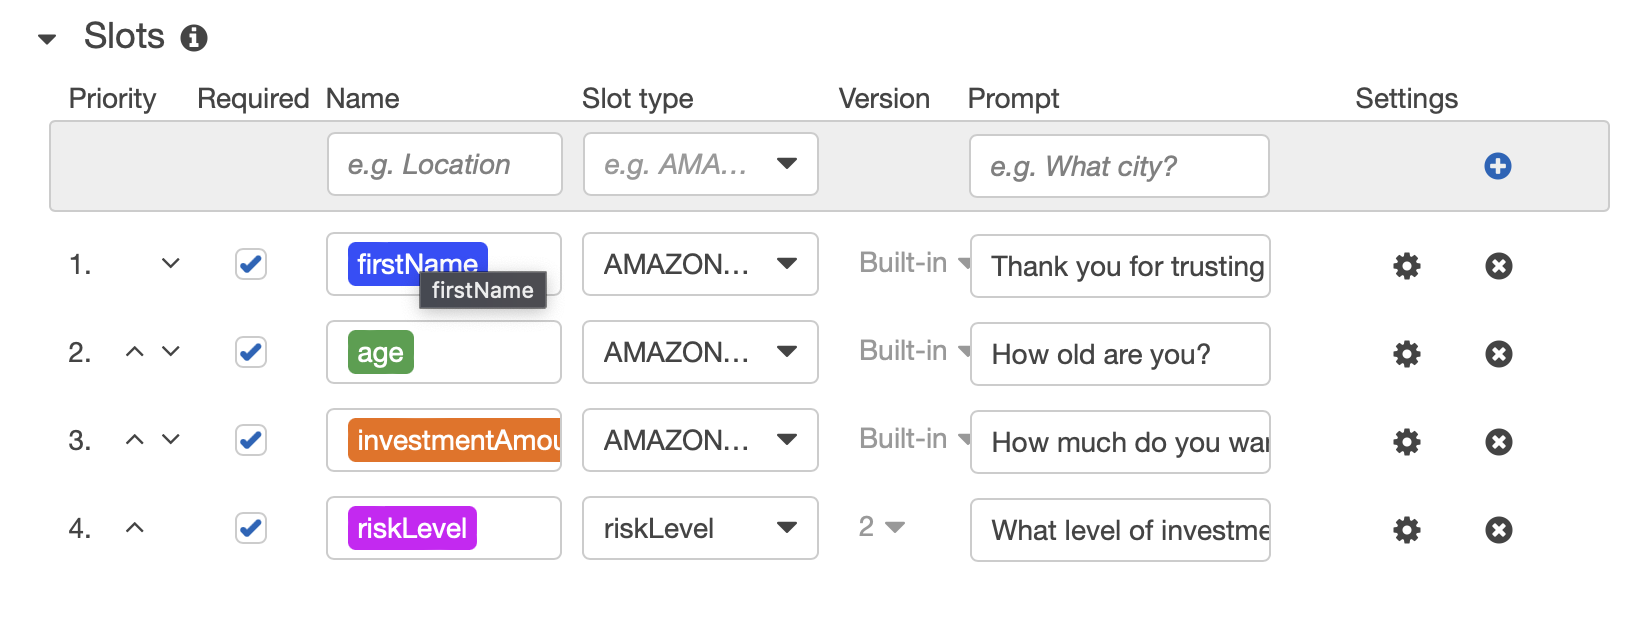 Slots
Priority Required Name Slot type Version Prompt Settings
e.g. Location e.g. AMA... e.g. What city?
1. firstName AMAZON... Built-in Thank you for trusting
firstName
2. age AMAZON... Built-in How old are you?
3. investmentAmou AMAZON... Built-in How much do you wan
4. riskLevel riskLevel 2 What level of investme